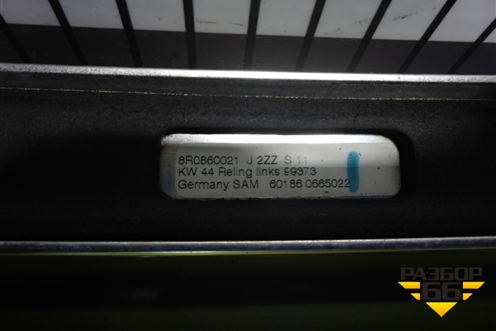 8R0860021 J 2ZZ S 11
KW 44 Reling links 99373
Germany SAM 60186 0665022
РАЗБОР
66